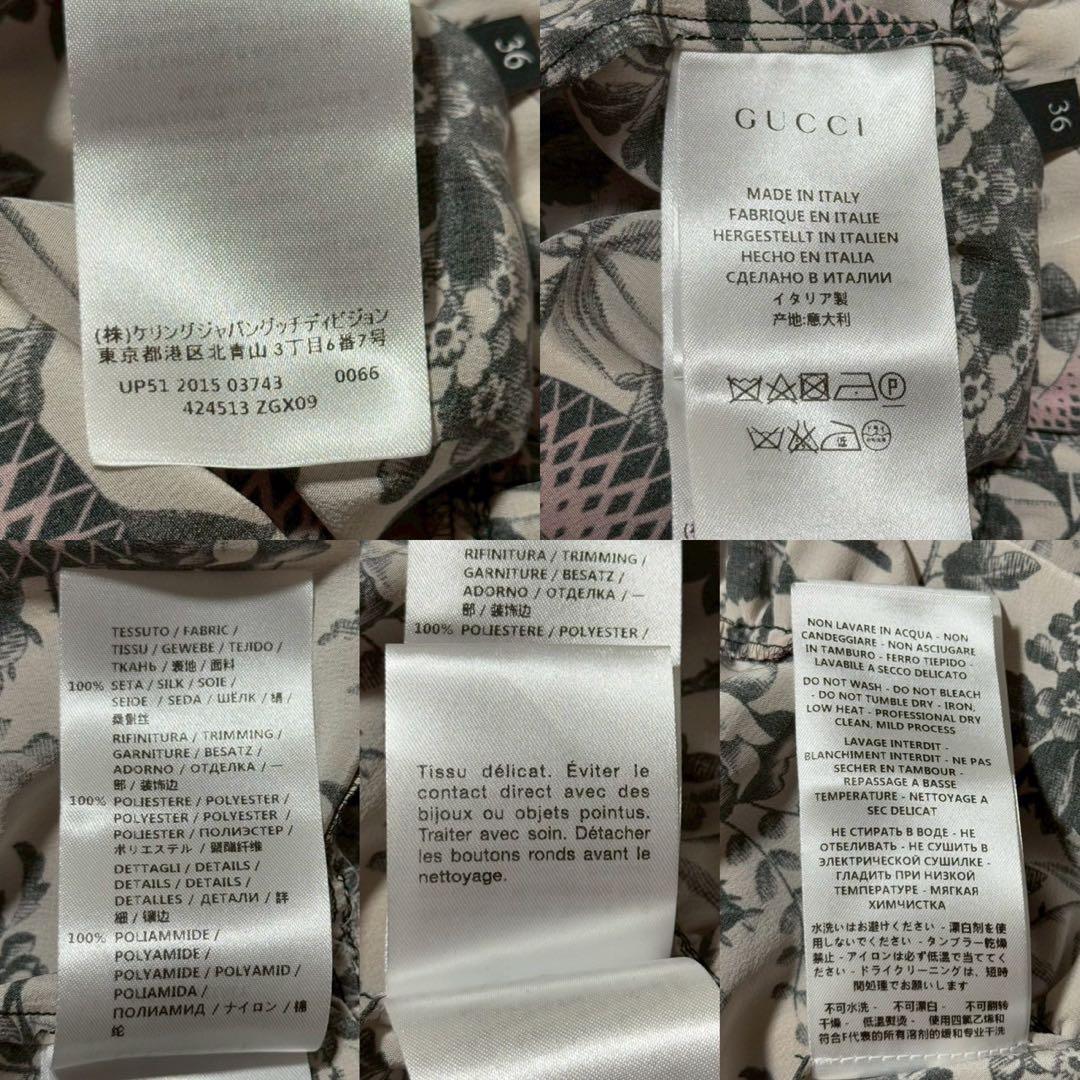 36
(株)ケリングジャパングッチディビジョン
東京都港区北青山3丁目6番7号
UP51 2015 03743 0066
424513 ZGX09
36
GUCCI
MADE IN ITALY
FABRIQUE EN ITALIE
HERGESTELLT IN ITALIEN
HECHO EN ITALIA
СДЕЛАНО В ИТАЛИИ
イタリア製
产地:意大利
P
低
TESSUTO / FABRIC /
TISSU / GEWEBE / TEJIDO /
ТКАНЬ / 表地 / 面料
100% SETA / SILK / SOIE /
SEIDE / SEDA / ШЁЛК / 絹 /
桑蚕丝
RIFINITURA / TRIMMING /
GARNITURE / BESATZ /
ADORNO / ОТДЕЛКА / 一
部 / 装饰边
100% POLIESTERE / POLYESTER /
POLYESTER / POLYESTER /
POLIESTER / ПОЛИЭСТЕР /
ポリエステル / 聚酯纤维
DETTAGLI / DETAILS /
DETAILS / DETAILS /
DETALLES / ДЕТАЛИ / 詳
細 / 镶边
100% POLIAMMIDE /
POLYAMIDE /
POLYAMIDE / POLYAMID /
POLIAMIDA /
ПОЛИАМИД / ナイロン / 锦
纶
RIFINITURA / TRIMMING /
GARNITURE / BESATZ /
ADORNO / ОТДЕЛКА / 一
部 / 装饰边
100% POLIESTERE / POLYESTER /
Tissu délicat. Éviter le
contact direct avec des
bijoux ou objets pointus.
Traiter avec soin. Détacher
les boutons ronds avant le
nettoyage.
NON LAVARE IN ACQUA - NON
CANDEGGIARE - NON ASCIUGARE
IN TAMBURO - FERRO TIEPIDO -
LAVABILE A SECCO DELICATO
DO NOT WASH - DO NOT BLEACH
- DO NOT TUMBLE DRY - IRON,
LOW HEAT - PROFESSIONAL DRY
CLEAN, MILD PROCESS
LAVAGE INTERDIT -
BLANCHIMENT INTERDIT - NE PAS
SECHER EN TAMBOUR -
REPASSAGE A BASSE
TEMPERATURE - NETTOYAGE A
SEC DELICAT
НЕ СТИРАТЬ В ВОДЕ - НЕ
ОТБЕЛИВАТЬ - НЕ СУШИТЬ В
ЭЛЕКТРИЧЕСКОЙ СУШИЛКЕ -
ГЛАДИТЬ ПРИ НИЗКОЙ
ТЕМПЕРАТУРЕ - МЯГКАЯ
ХИМЧИСТКА
水洗いはお避けください - 漂白剤を使
用しないでください - タンブラー乾燥
禁止 - アイロンは必ず低温で当ててく
ださい - ドライクリーニングは、短時
間処理でお願いします
不可水洗 - 不可漂白 - 不可翻转
干燥 - 低温熨烫 - 使用四氯乙烯和
符合F代表的所有溶剂的缓和专业干洗